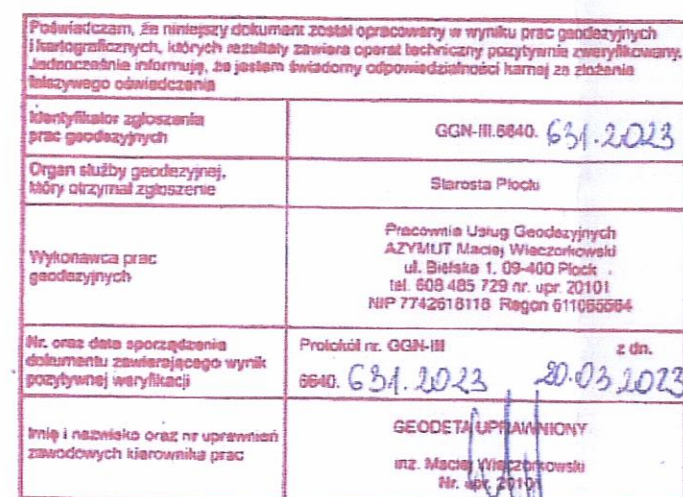 Poświadczam, że niniejszy dokument został opracowany w wyniku prac geodezyjnych
i kartograficznych, których rezultaty zawiera operat techniczny pozytywnie zweryfikowany.
Jednocześnie informuję, że jestem świadomy odpowiedzialności karnej za złożenie
fałszywego oświadczenia
Identyfikator zgłoszenia
prac geodezyjnych
GGN-III.6640. 631.2023
Organ służby geodezyjnej,
który otrzymał zgłoszenie
Starosta Płocki
Wykonawca prac
geodezyjnych
Pracownia Usług Geodezyjnych
AZYMUT Maciej Wieczorkowski
ul. Bielska 1, 09-400 Płock
tel. 608 485 729 nr. upr. 20101
NIP 7742618118 Regon 611065564
Nr. oraz data sporządzenia
dokumentu zawierającego wynik
pozytywnej weryfikacji
Protokół nr. GGN-III z dn.
6640. 631.2023 20.03.2023
Imię i nazwisko oraz nr uprawnień
zawodowych kierownika prac
GEODETA UPRAWNIONY
inż. Maciej Wieczorkowski
Nr. upr. 20101